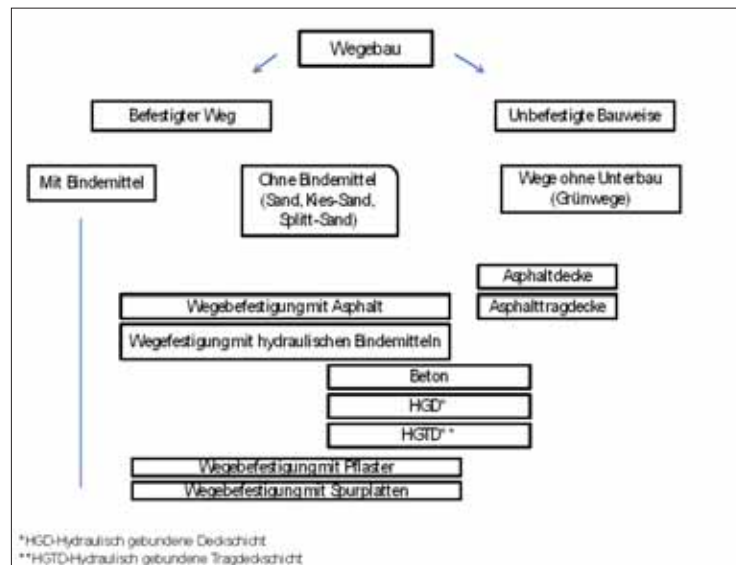 Wegebau
Befestigter Weg
Unbefestigte Bauweise
Mit Bindemittel
Ohne Bindemittel
(Sand, Kies-Sand,
Splitt-Sand)
Wege ohne Unterbau
(Grünwege)
Asphaltdecke
Wegebefestigung mit Asphalt
Asphalttragdecke
Wegefestigung mit hydraulischen Bindemitteln
Beton
HGD*
HGTD**
Wegebefestigung mit Pflaster
Wegebefestigung mit Spurplatten
*HGD-Hydraulisch gebundene Deckschicht
**HGTD-Hydraulisch gebundene Tragdeckschicht